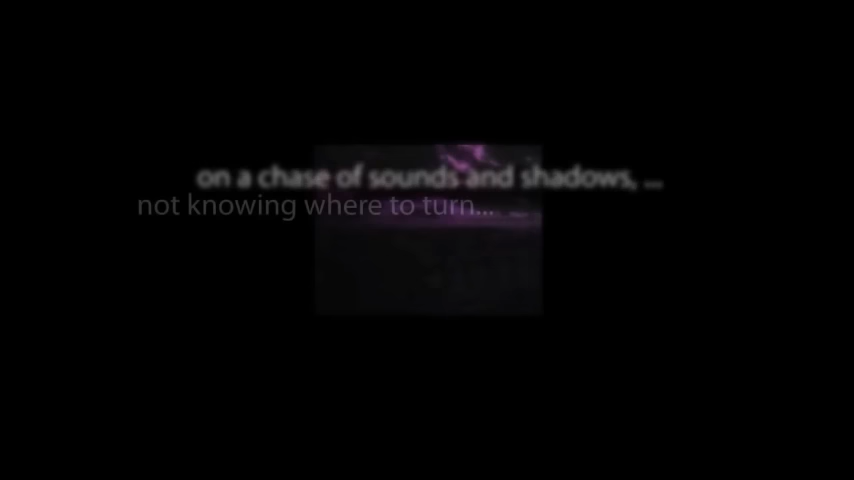 on a chase of sounds and shadows, ...
not knowing where to turn...